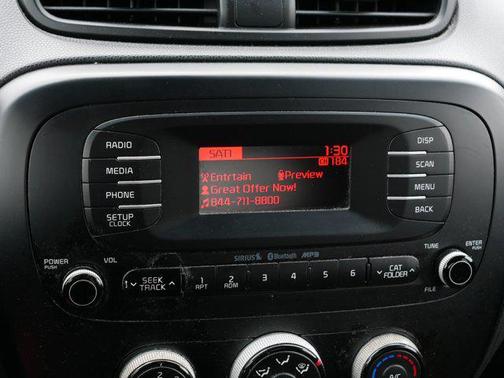 RADIO
MEDIA
PHONE
SETUP
CLOCK
SAT1 1:30
CH 184
Entrtain Preview
Great Offer Now!
844-711-8800
DISP
SCAN
MENU
BACK
POWER
PUSH
VOL
SIRIUS Bluetooth MP3
TUNE
ENTER
PUSH
FILE
SEEK
TRACK
1
RPT
2
RDM
3
4
5
6
CAT
FOLDER
A/C